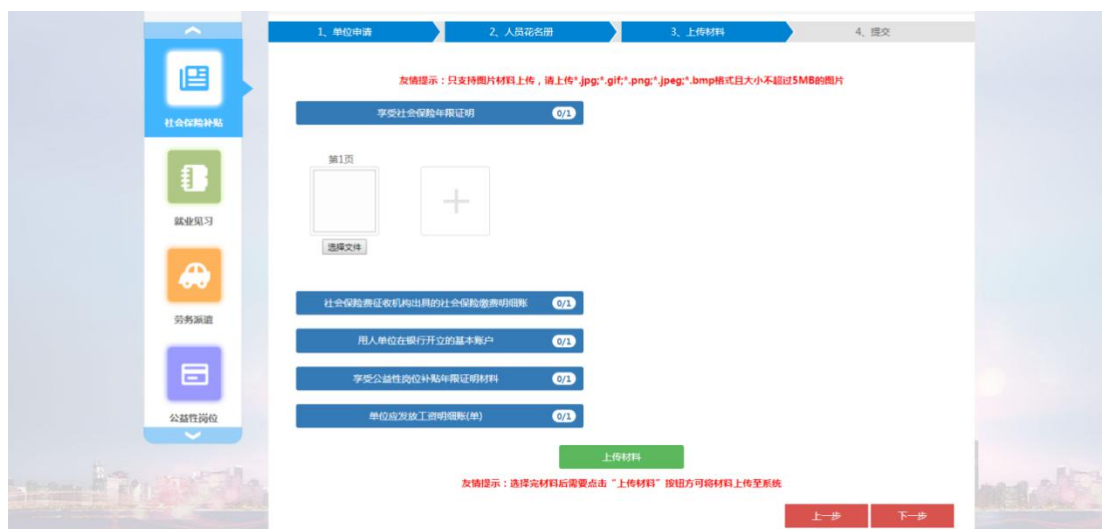 1、单位申请
2、人员花名册
3、上传材料
4、提交
友情提示：只支持图片材料上传，请上传*.jpg;*.gif;*.png;*.jpeg;*.bmp格式且大小不超过5MB的图片
社会保险补贴
就业见习
劳务派遣
公益性岗位
享受社会保险年限证明 0/1
第1页
选择文件
社会保险费征收机构出具的社会保险缴费明细账 0/1
用人单位在银行开立的基本账户 0/1
享受公益性岗位补贴年限证明材料 0/1
单位应发放工资明细账(单) 0/1
上传材料
友情提示：选择完材料后需要点击“上传材料”按钮方可将材料上传至系统
上一步
下一步